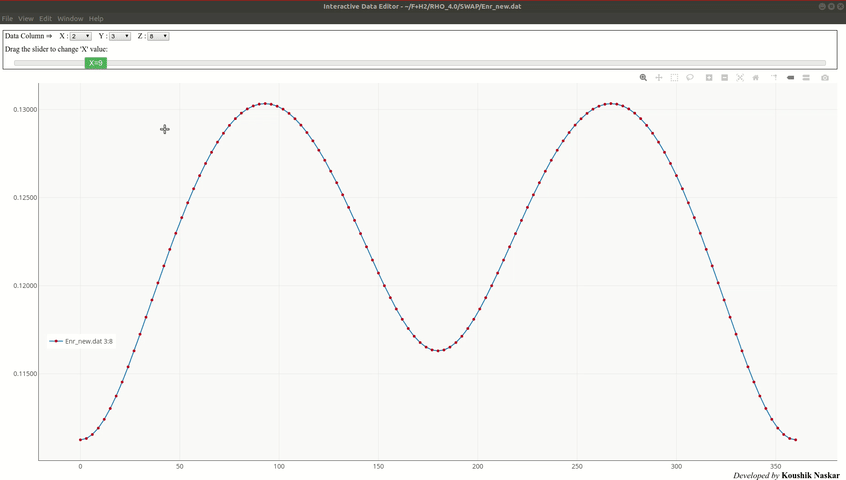 Interactive Data Editor - ~/F+H2/RHO_4.0/SWAP/Enr_new.dat
File View Edit Window Help
Data Column ⇒ X : 2 Y : 3 Z : 8
Drag the slider to change 'X' value:
X=9
0.13000
0.12500
0.12000
0.11500
Enr_new.dat 3:8
0 50 100 150 200 250 300 350
Developed by Koushik Naskar